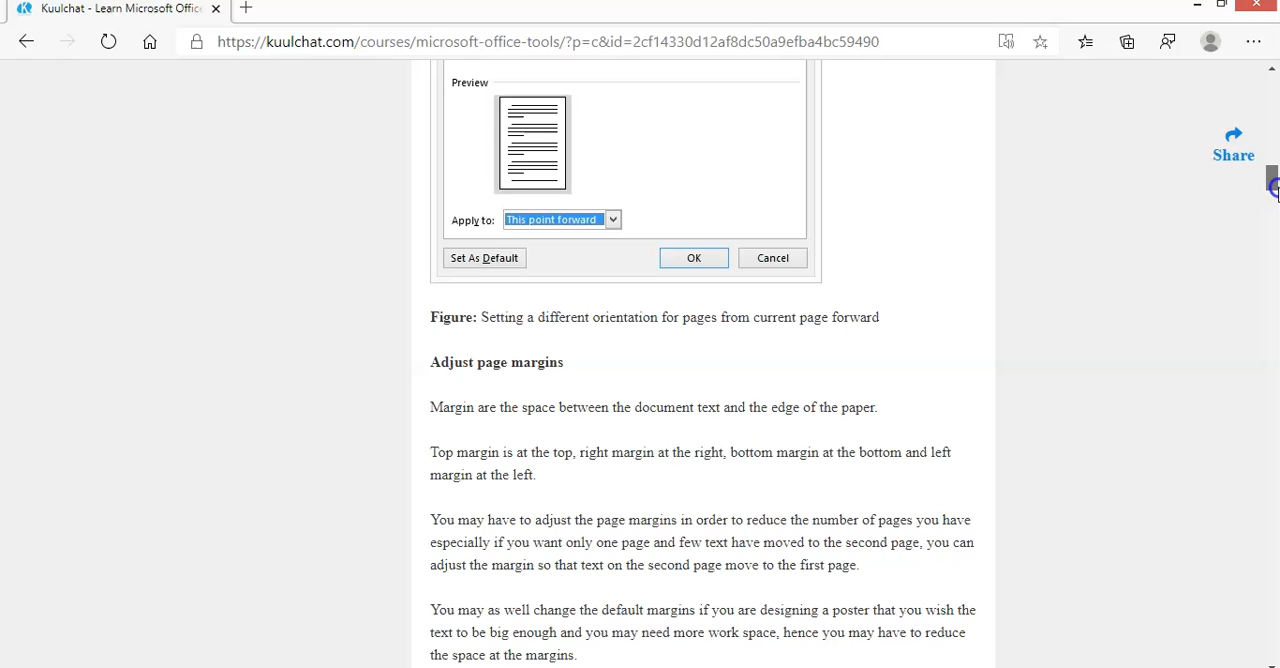 Kuulchat - Learn Microsoft Offic
https://kuulchat.com/courses/microsoft-office-tools/?p=c&id=2cf14330d12af8dc50a9efba4bc59490
Preview
Apply to: This point forward
Set As Default OK Cancel
Share
Figure: Setting a different orientation for pages from current page forward
Adjust page margins
Margin are the space between the document text and the edge of the paper.
Top margin is at the top, right margin at the right, bottom margin at the bottom and left
margin at the left.
You may have to adjust the page margins in order to reduce the number of pages you have
especially if you want only one page and few text have moved to the second page, you can
adjust the margin so that text on the second page move to the first page.
You may as well change the default margins if you are designing a poster that you wish the
text to be big enough and you may need more work space, hence you may have to reduce
the space at the margins.